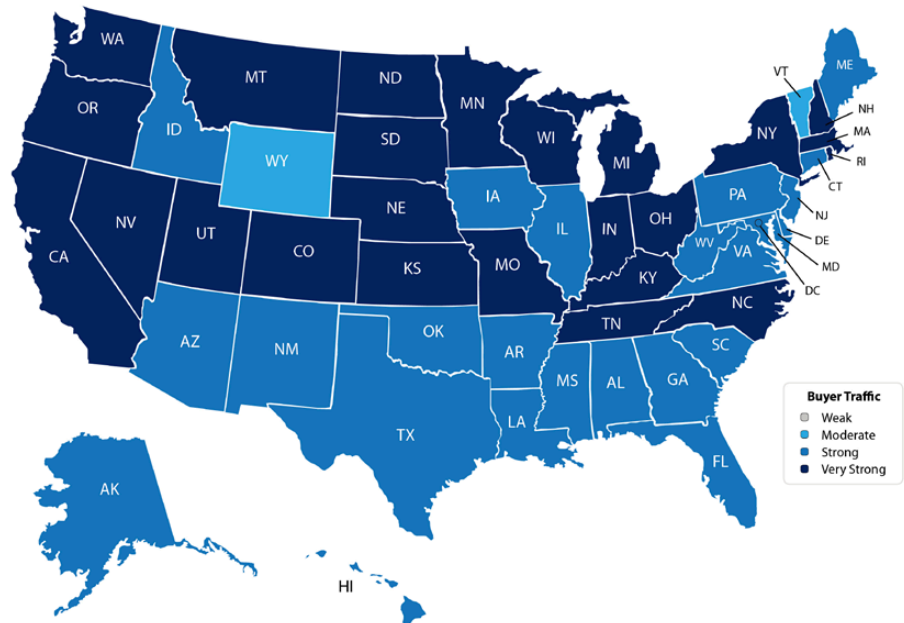 WA
MT
ND
MN
ME
VT
OR
ID
SD
WI
MI
NY
NH
MA
WY
RI
IA
PA
CT
NE
NJ
NV
UT
CO
IL
IN
OH
WV
VA
DE
CA
KS
MO
KY
MD
DC
NC
TN
AZ
NM
OK
AR
SC
MS
AL
GA
TX
LA
FL
Buyer Traffic
Weak
Moderate
Strong
Very Strong
AK
HI